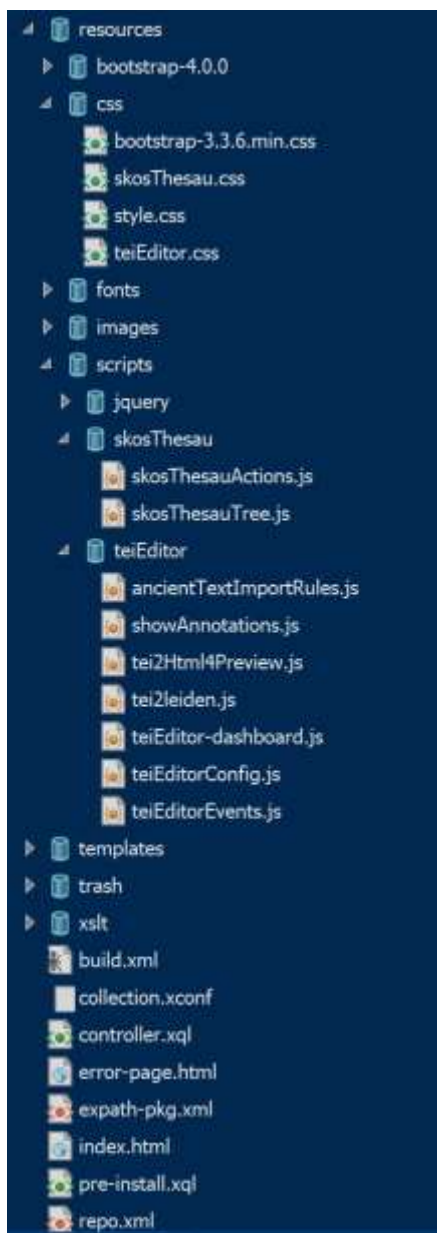 resources
bootstrap-4.0.0
css
bootstrap-3.3.6.min.css
skosThesau.css
style.css
teiEditor.css
fonts
images
scripts
jquery
skosThesau
skosThesauActions.js
skosThesauTree.js
teiEditor
ancientTextImportRules.js
showAnnotations.js
tei2Html4Preview.js
tei2leiden.js
teiEditor-dashboard.js
teiEditorConfig.js
teiEditorEvents.js
templates
trash
xslt
build.xml
collection.xconf
controller.xql
error-page.html
expath-pkg.xml
index.html
pre-install.xql
repo.xml